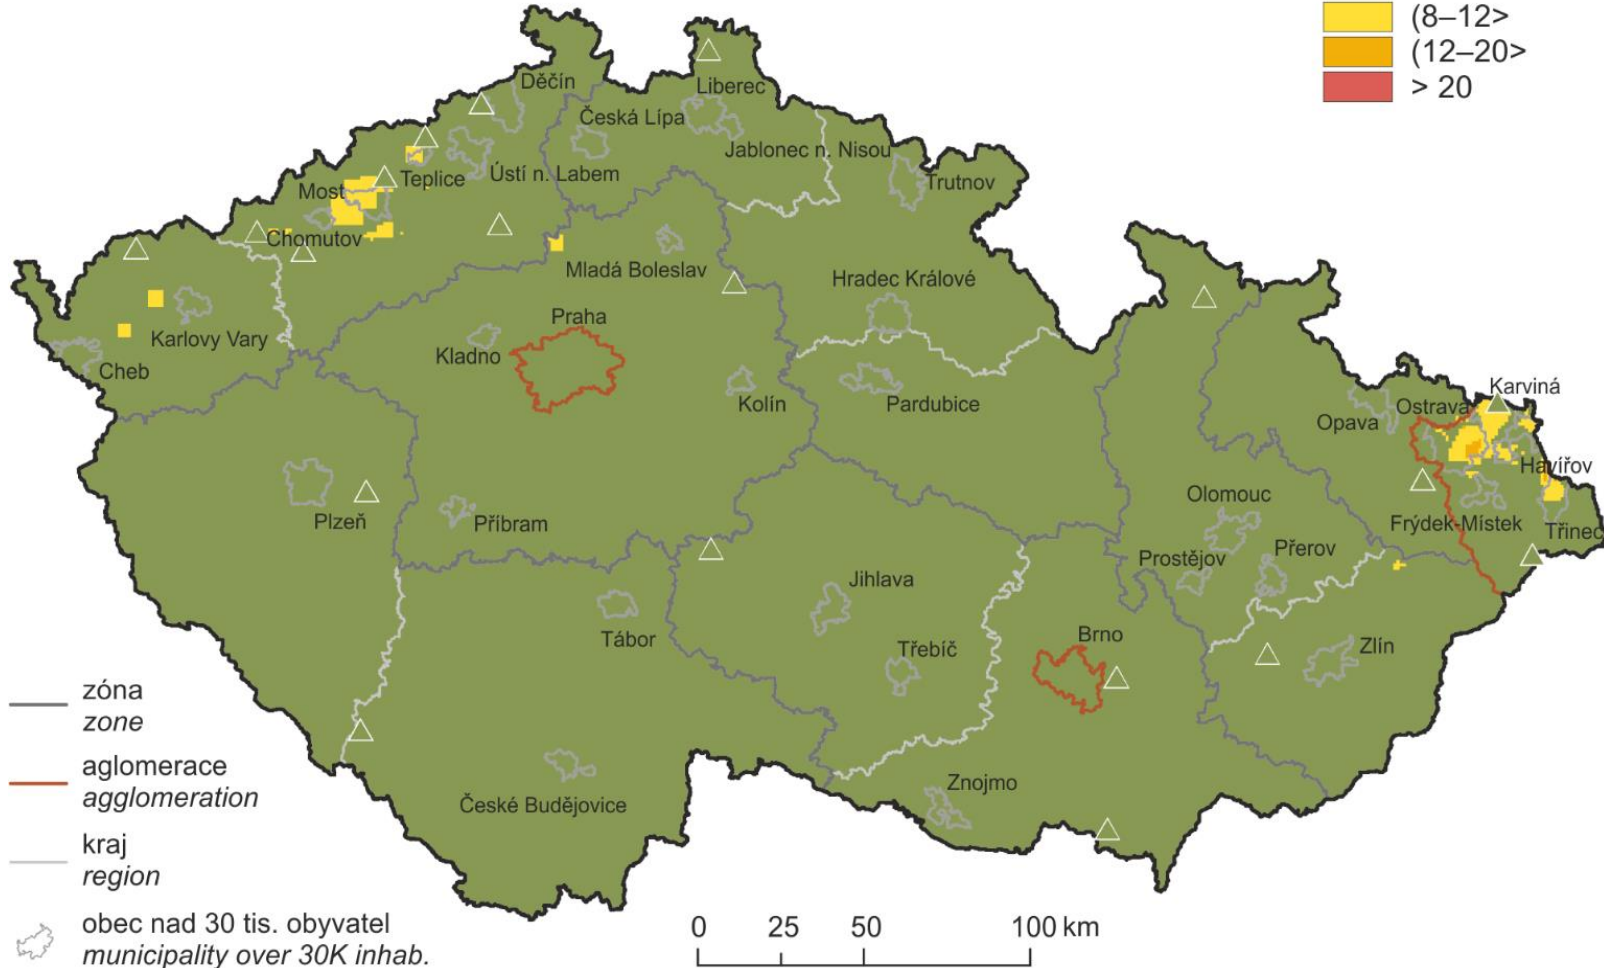 (8–12>
(12–20>
> 20
Děčín
Liberec
Česká Lípa
Jablonec n. Nisou
Teplice
Ústí n. Labem
Trutnov
Most
Chomutov
Mladá Boleslav
Hradec Králové
Karlovy Vary
Praha
Kladno
Cheb
Kolín
Pardubice
Karviná
Ostrava
Opava
Havířov
Olomouc
Plzeň
Příbram
Frýdek-Místek
Třinec
Prostějov
Přerov
Jihlava
Tábor
Třebíč
Brno
Zlín
Znojmo
České Budějovice
zóna
zone
aglomerace
agglomeration
kraj
region
obec nad 30 tis. obyvatel
municipality over 30K inhab.
0 25 50 100 km